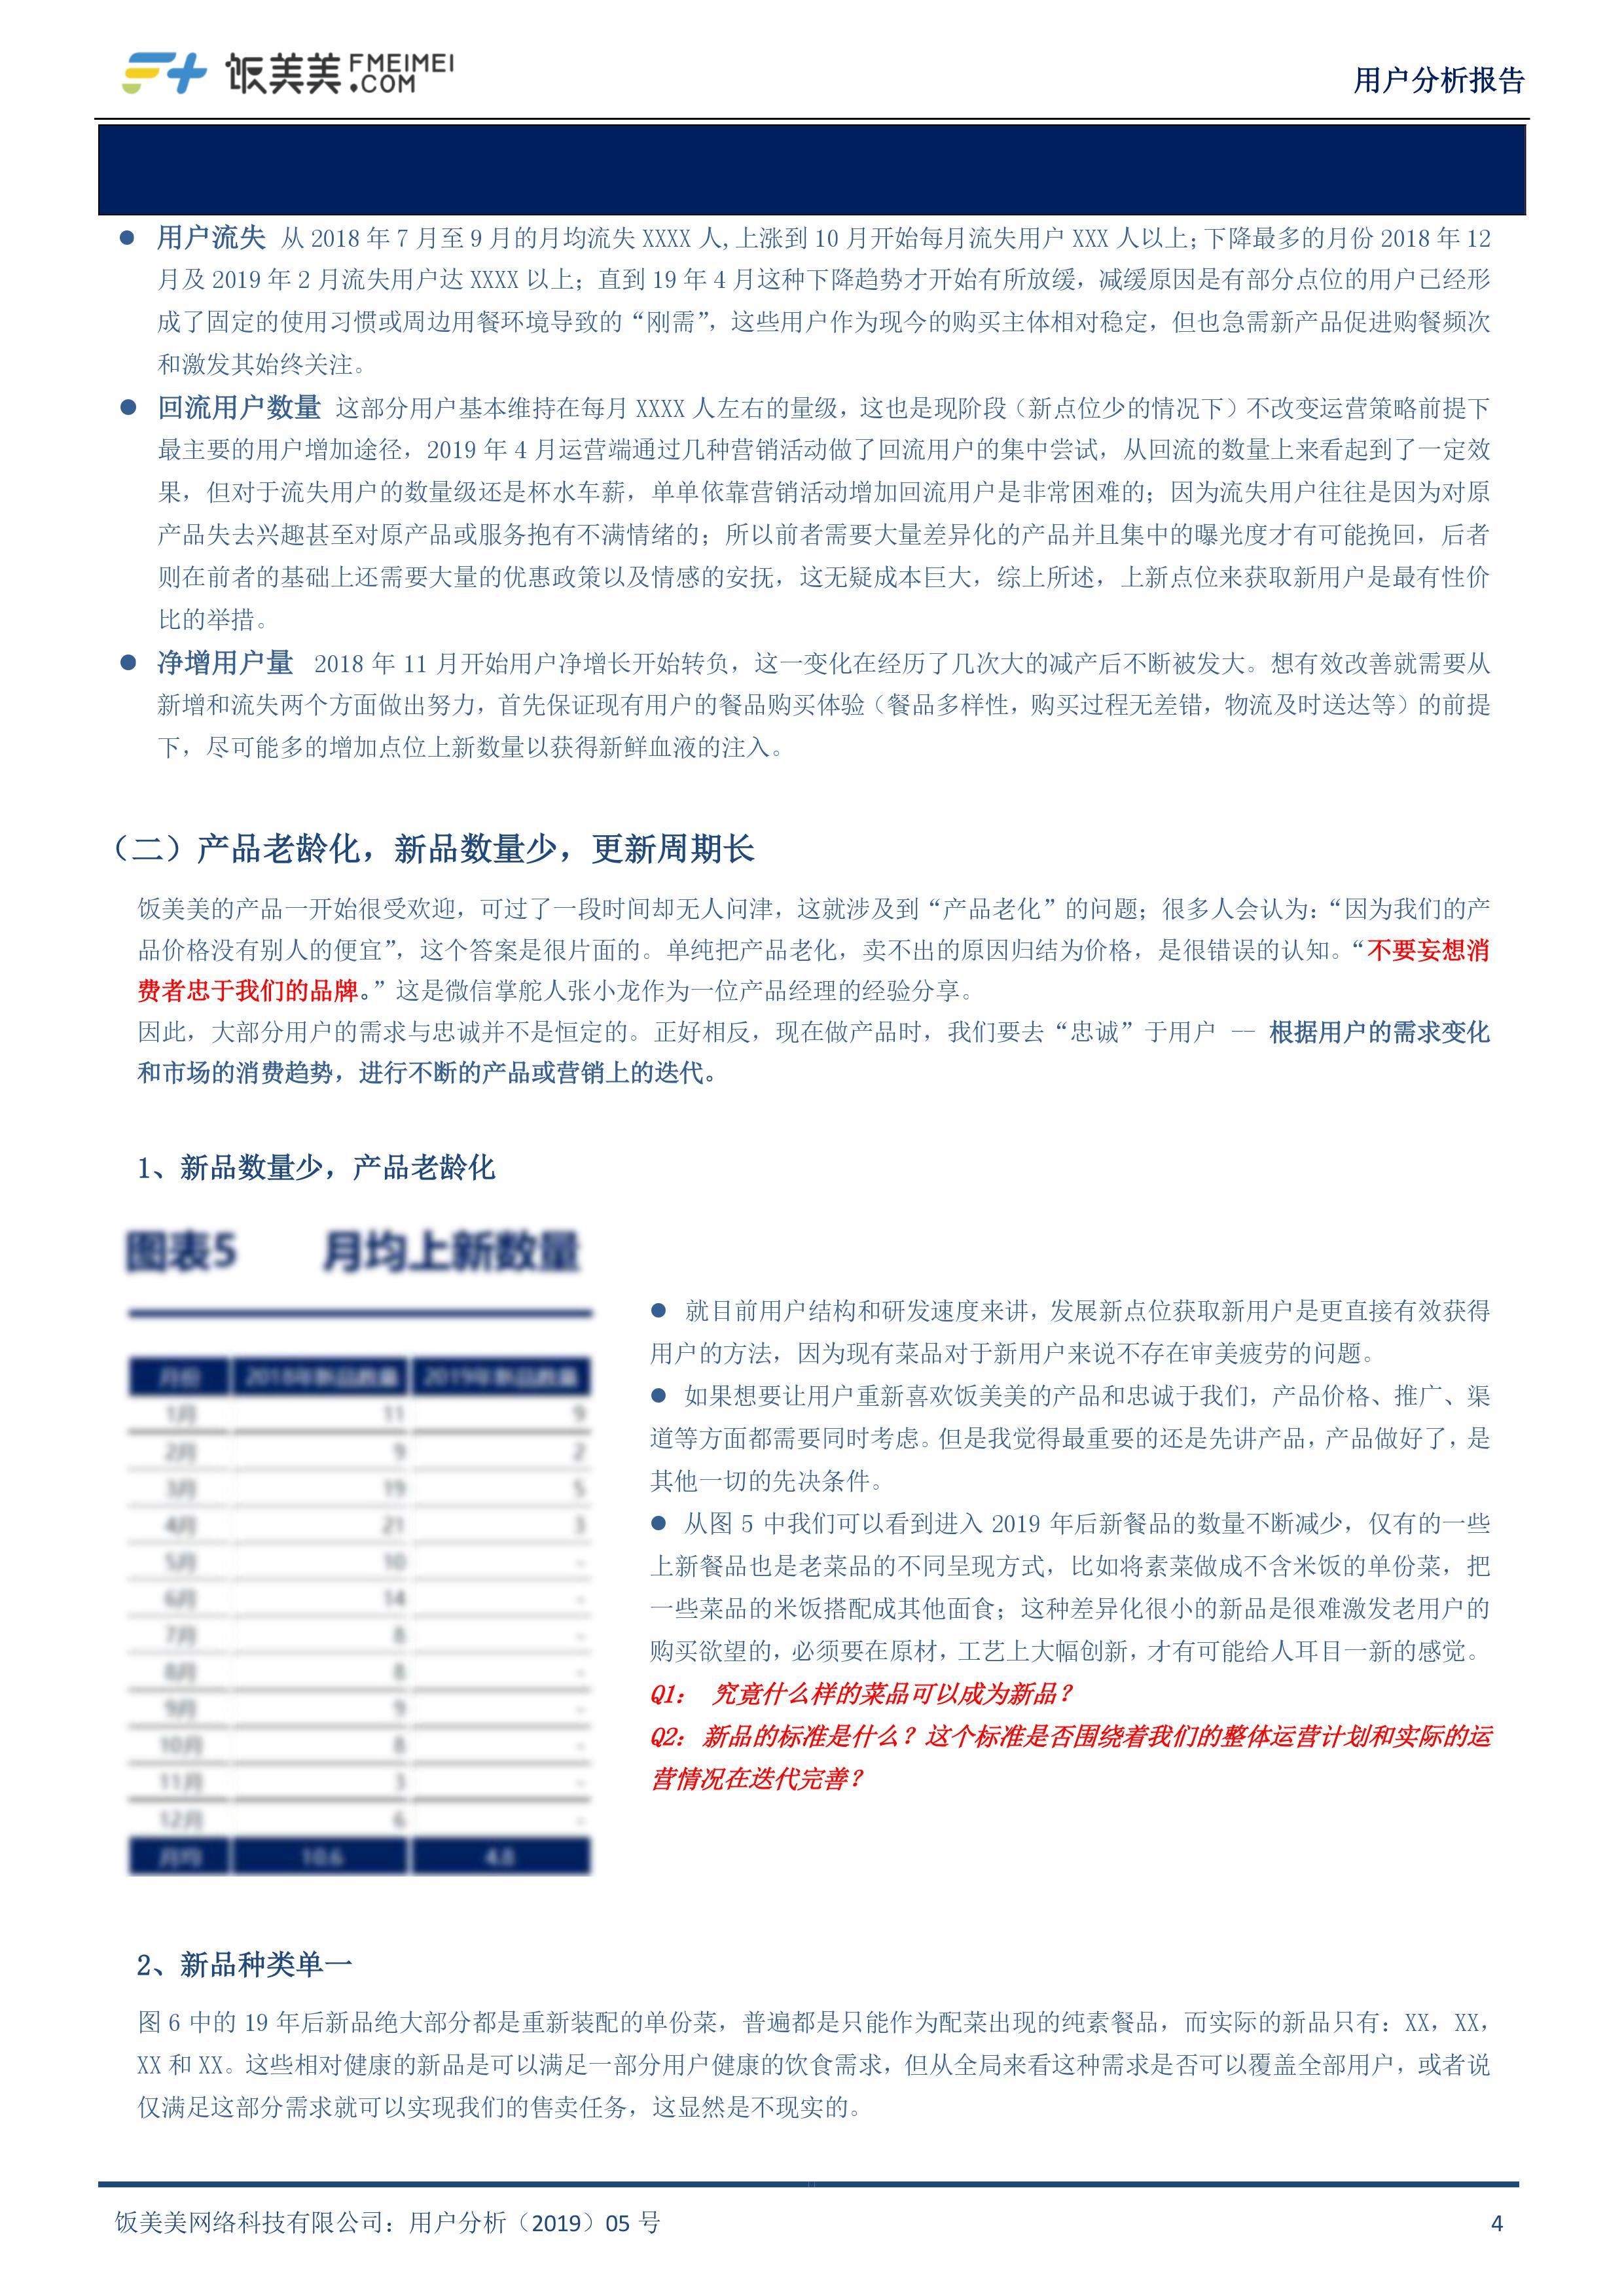 饭美美 FMEIMEI
.COM
用户分析报告
● 用户流失 从 2018 年 7 月至 9 月的月均流失 XXXX 人,上涨到 10 月开始每月流失用户 XXX 人以上;下降最多的月份 2018 年 12
月及 2019 年 2 月流失用户达 XXXX 以上；直到 19 年 4 月这种下降趋势才开始有所放缓，减缓原因是有部分点位的用户已经形
成了固定的使用习惯或周边用餐环境导致的“刚需”，这些用户作为现今的购买主体相对稳定，但也急需新产品促进购餐频次
和激发其始终关注。
● 回流用户数量 这部分用户基本维持在每月 XXXX 人左右的量级，这也是现阶段（新点位少的情况下）不改变运营策略前提下
最主要的用户增加途径，2019 年 4 月运营端通过几种营销活动做了回流用户的集中尝试，从回流的数量上来看起到了一定效
果，但对于流失用户的数量级还是杯水车薪，单单依靠营销活动增加回流用户是非常困难的；因为流失用户往往是因为对原
产品失去兴趣甚至对原产品或服务抱有不满情绪的；所以前者需要大量差异化的产品并且集中的曝光度才有可能挽回，后者
则在前者的基础上还需要大量的优惠政策以及情感的安抚，这无疑成本巨大，综上所述，上新点位来获取新用户是最有性价
比的举措。
● 净增用户量 2018 年 11 月开始用户净增长开始转负，这一变化在经历了几次大的减产后不断被发大。想有效改善就需要从
新增和流失两个方面做出努力，首先保证现有用户的餐品购买体验（餐品多样性，购买过程无差错，物流及时送达等）的前提
下，尽可能多的增加点位上新数量以获得新鲜血液的注入。
（二）产品老龄化，新品数量少，更新周期长
饭美美的产品一开始很受欢迎，可过了一段时间却无人问津，这就涉及到“产品老化”的问题；很多人会认为：“因为我们的产
品价格没有别人的便宜”，这个答案是很片面的。单纯把产品老化，卖不出的原因归结为价格，是很错误的认知。“不要妄想消
费者忠于我们的品牌。”这是微信掌舵人张小龙作为一位产品经理的经验分享。
因此，大部分用户的需求与忠诚并不是恒定的。正好相反，现在做产品时，我们要去“忠诚”于用户 -- 根据用户的需求变化
和市场的消费趋势，进行不断的产品或营销上的迭代。
1、新品数量少，产品老龄化
图表5 月均上新数量
月份 2018年新品数量 2019年新品数量
1月 11 9
2月 9 2
3月 19 5
4月 21 3
5月 10 -
6月 14 -
7月 8 -
8月 8 -
9月 9 -
10月 8 -
11月 3 -
12月 6 -
月均 10.6 4.8
● 就目前用户结构和研发速度来讲，发展新点位获取新用户是更直接有效获得
用户的方法，因为现有菜品对于新用户来说不存在审美疲劳的问题。
● 如果想要让用户重新喜欢饭美美的产品和忠诚于我们，产品价格、推广、渠
道等方面都需要同时考虑。但是我觉得最重要的还是先讲产品，产品做好了，是
其他一切的先决条件。
● 从图 5 中我们可以看到进入 2019 年后新餐品的数量不断减少，仅有的一些
上新餐品也是老菜品的不同呈现方式，比如将素菜做成不含米饭的单份菜，把
一些菜品的米饭搭配成其他面食；这种差异化很小的新品是很难激发老用户的
购买欲望的，必须要在原材，工艺上大幅创新，才有可能给人耳目一新的感觉。
Q1： 究竟什么样的菜品可以成为新品？
Q2：新品的标准是什么？这个标准是否围绕着我们的整体运营计划和实际的运
营情况在迭代完善？
2、新品种类单一
图 6 中的 19 年后新品绝大部分都是重新装配的单份菜，普遍都是只能作为配菜出现的纯素餐品，而实际的新品只有：XX，XX，
XX 和 XX。这些相对健康的新品是可以满足一部分用户健康的饮食需求，但从全局来看这种需求是否可以覆盖全部用户，或者说
仅满足这部分需求就可以实现我们的售卖任务，这显然是不现实的。
饭美美网络科技有限公司：用户分析（2019）05 号
4